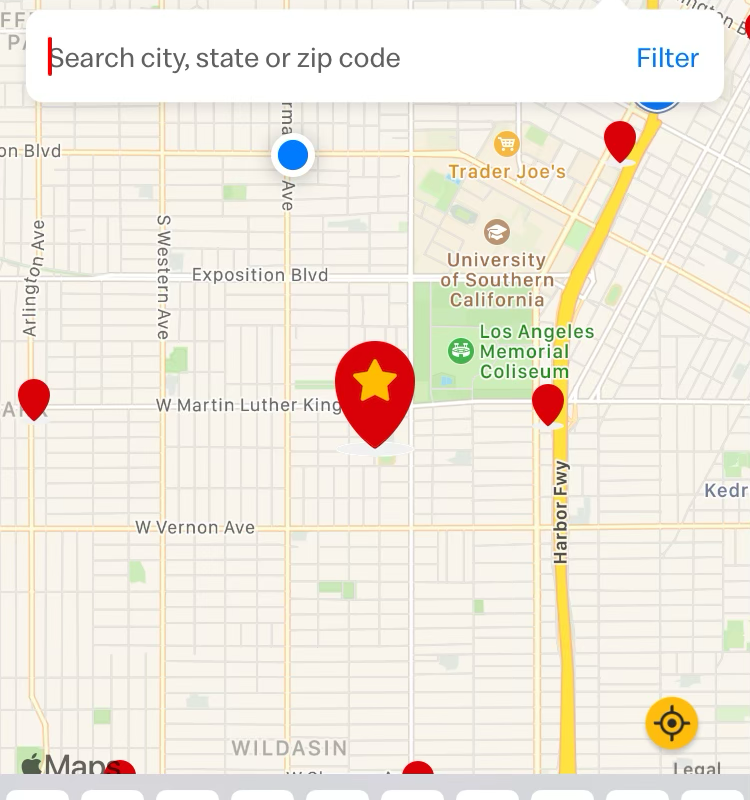 Search city, state or zip code
Filter
on Blvd
Ave
Trader Joe's
Arlington Ave
S Western Ave
University
of Southern
California
Exposition Blvd
Los Angeles
Memorial
Coliseum
W Martin Luther King
Harbor Fwy
Kedr
W Vernon Ave
WILDASIN
Maps
Legal